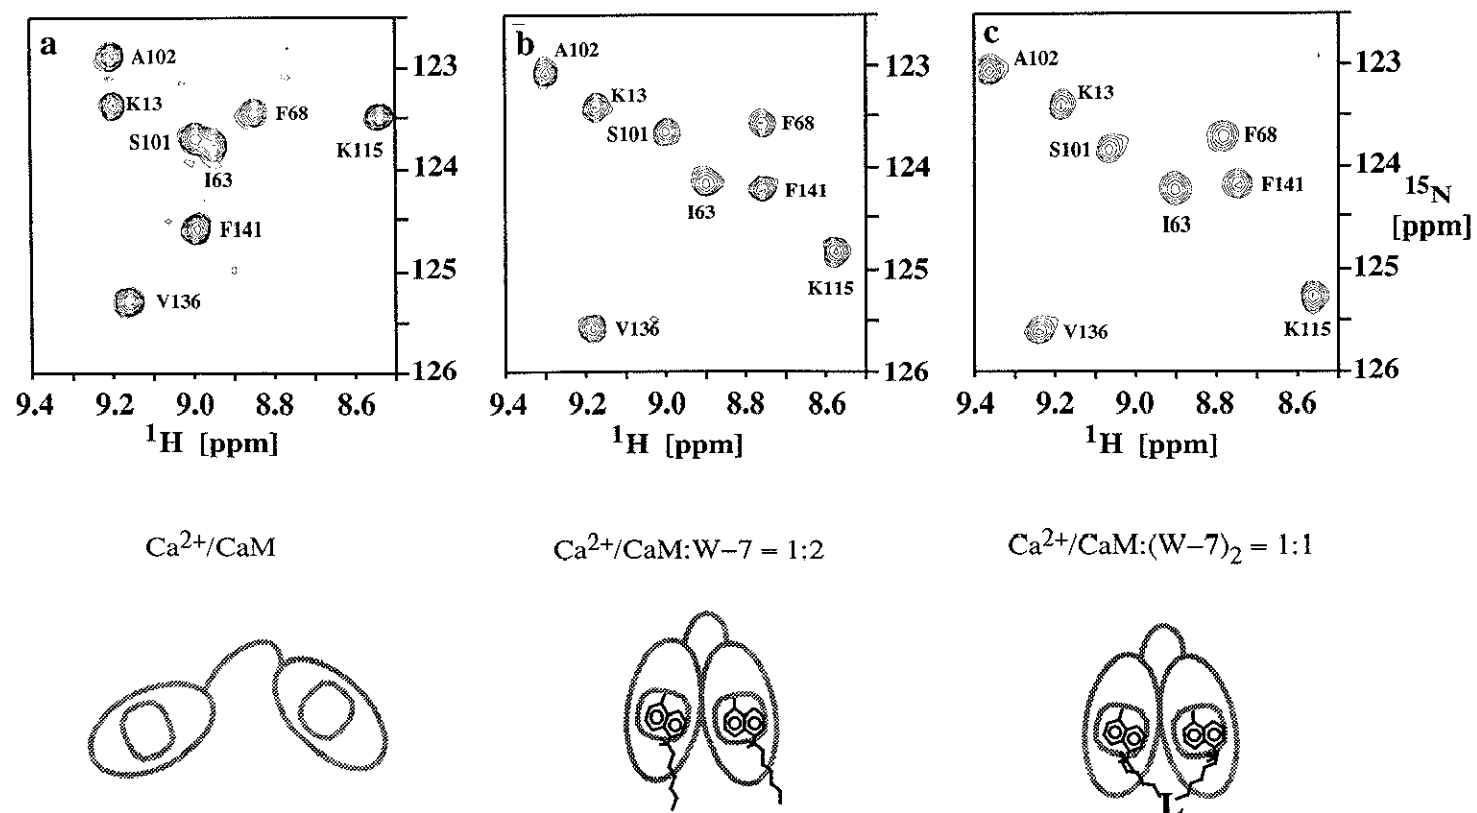 a
A102
K13
S101
I63
F68
K115
F141
V136
123
124
125
126
9.4 9.2 9.0 8.8 8.6
1H [ppm]
b
A102
K13
S101
F68
I63
F141
K115
V136
123
124
125
126
9.4 9.2 9.0 8.8 8.6
1H [ppm]
c
A102
K13
S101
F68
I63
F141
K115
V136
123
124
125
126
15N
[ppm]
9.4 9.2 9.0 8.8 8.6
1H [ppm]
Ca2+/CaM
Ca2+/CaM:W–7 = 1:2
Ca2+/CaM:(W–7)2 = 1:1
L